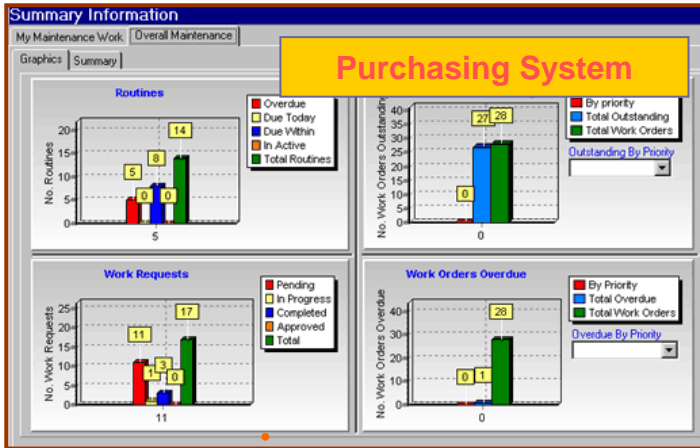 Summary Information
My Maintenance Work
Overall Maintenance
Graphics
Summary
Purchasing System
Routines
No. Routines
20
15
10
5
0
5
0
8
0
14
5
Overdue
Due Today
Due Within
In Active
Total Routines
No. Work Orders Outstanding
40
35
30
25
20
15
10
5
0
0
27
28
0
By priority
Total Outstanding
Total Work Orders
Outstanding By Priority
Work Requests
No. Work Requests
25
20
15
10
5
0
11
1
3
0
17
11
Pending
In Progress
Completed
Approved
Total
Work Orders Overdue
No. Work Orders Overdue
40
30
20
10
0
0
1
28
0
By Priority
Total Overdue
Total Work Orders
Overdue By Priority